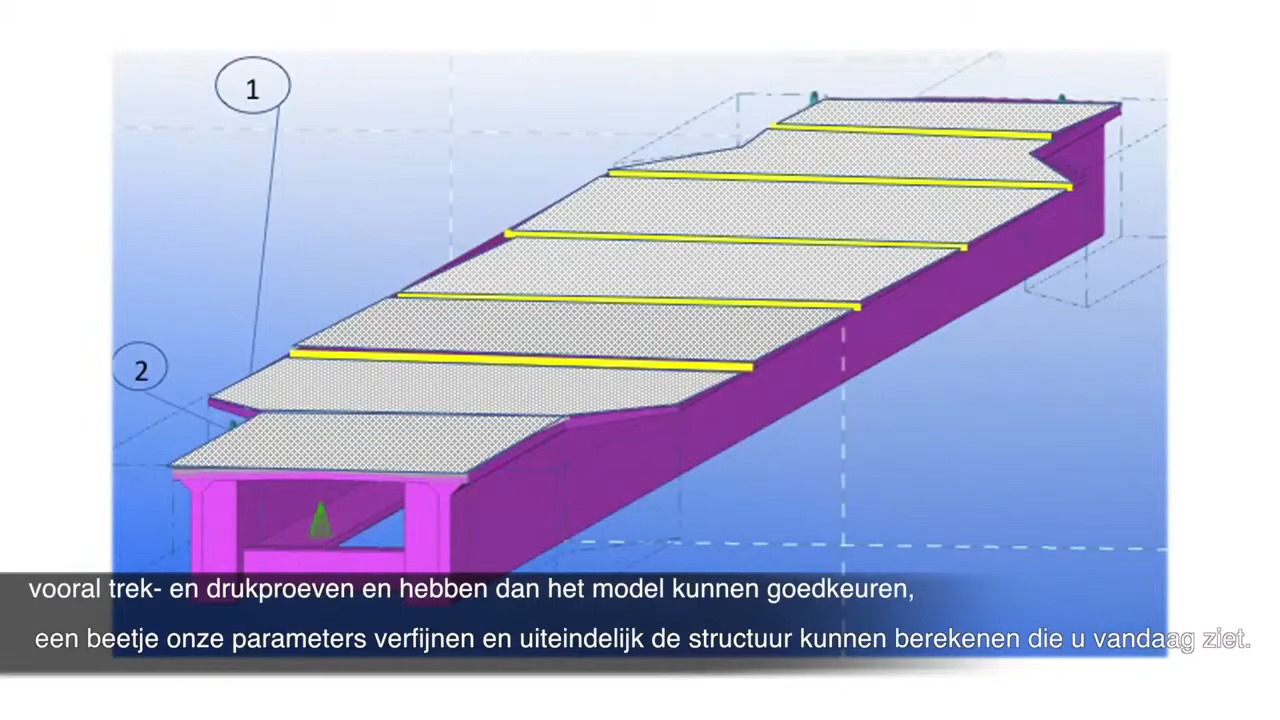 1
2
vooral trek- en drukproeven en hebben dan het model kunnen goedkeuren,
een beetje onze parameters verfijnen en uiteindelijk de structuur kunnen berekenen die u vandaag ziet.